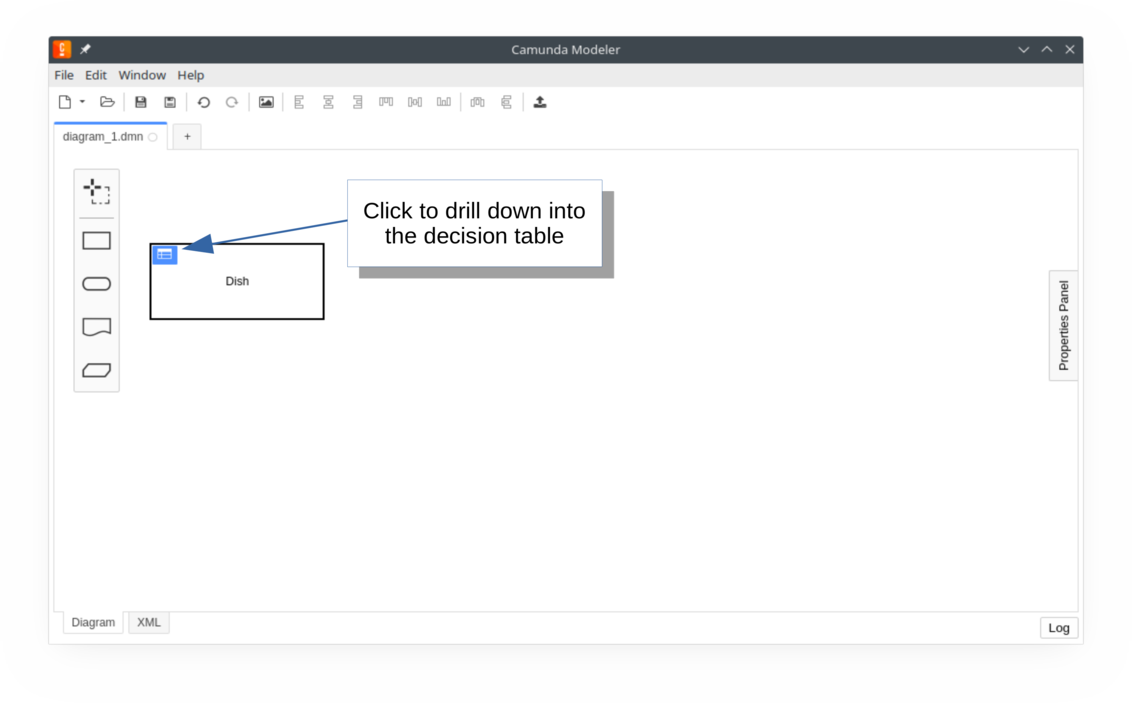 Camunda Modeler
File Edit Window Help
diagram_1.dmn
+
Click to drill down into
the decision table
Dish
Properties Panel
Diagram XML
Log